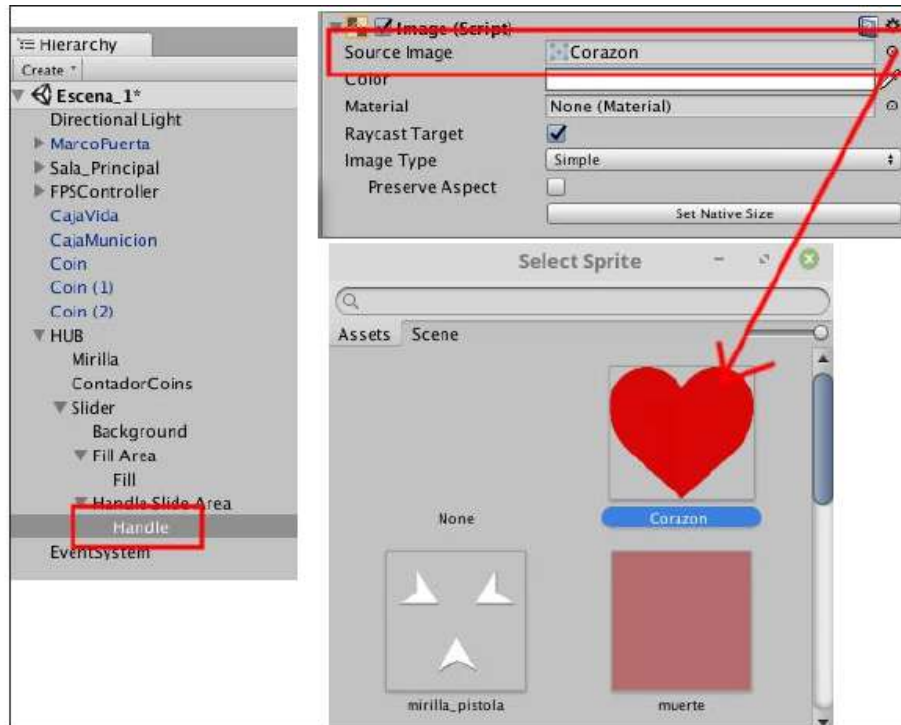 Hierarchy
Create
Escena_1*
Directional Light
MarcoPuerta
Sala_Principal
FPSController
CajaVida
CajaMunicion
Coin
Coin (1)
Coin (2)
HUB
Mirilla
ContadorCoins
Slider
Background
Fill Area
Fill
Handle Slide Area
Handle
EventSystem
Image (Script)
Source Image Corazon
Color
Material None (Material)
Raycast Target
Image Type Simple
Preserve Aspect
Set Native Size
Select Sprite
Assets Scene
None Corazon
mirilla_pistola muerte